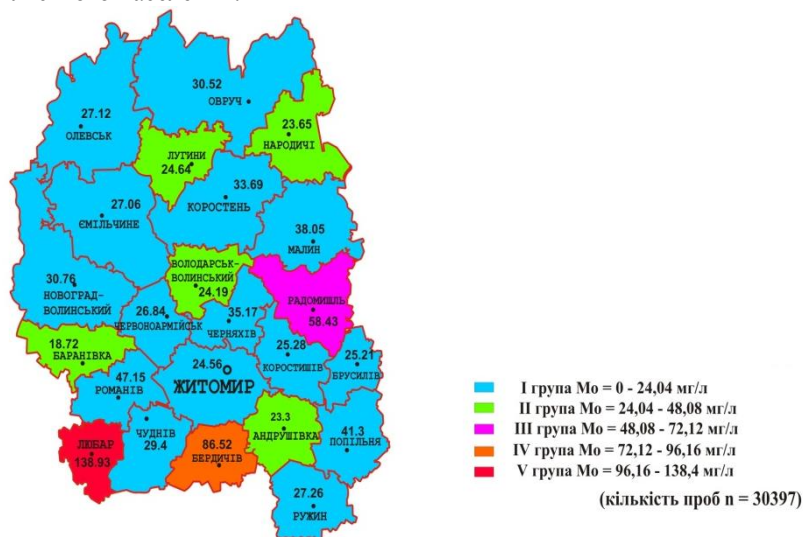 30.52
ОВРУЧ
27.12
ОЛЕВСЬК
23.65
НАРОДИЧІ
ЛУГИНИ
24.64
33.69
КОРОСТЕНЬ
27.06
ЄМІЛЬЧИНЕ
38.05
МАЛИН
ВОЛОДАРСЬК-
ВОЛИНСЬКИЙ
24.19
30.76
НОВОГРАД-
ВОЛИНСЬКИЙ
РАДОМИШЛЬ
58.43
26.84
ЧЕРВОНОАРМІЙСЬК
35.17
ЧЕРНЯХІВ
18.72
БАРАНІВКА
25.28
КОРОСТИШІВ
25.21
БРУСИЛІВ
24.56
ЖИТОМИР
47.15
РОМАНІВ
ЧУДНІВ
29.4
23.3
АНДРУШІВКА
41.3
ПОПІЛЬНЯ
ЛЮБАР
138.93
86.52
БЕРДИЧІВ
27.26
РУЖИН
I група Мо = 0 - 24,04 мг/л
II група Мо = 24,04 - 48,08 мг/л
III група Мо = 48,08 - 72,12 мг/л
IV група Мо = 72,12 - 96,16 мг/л
V група Мо = 96,16 - 138,4 мг/л
(кількість проб n = 30397)